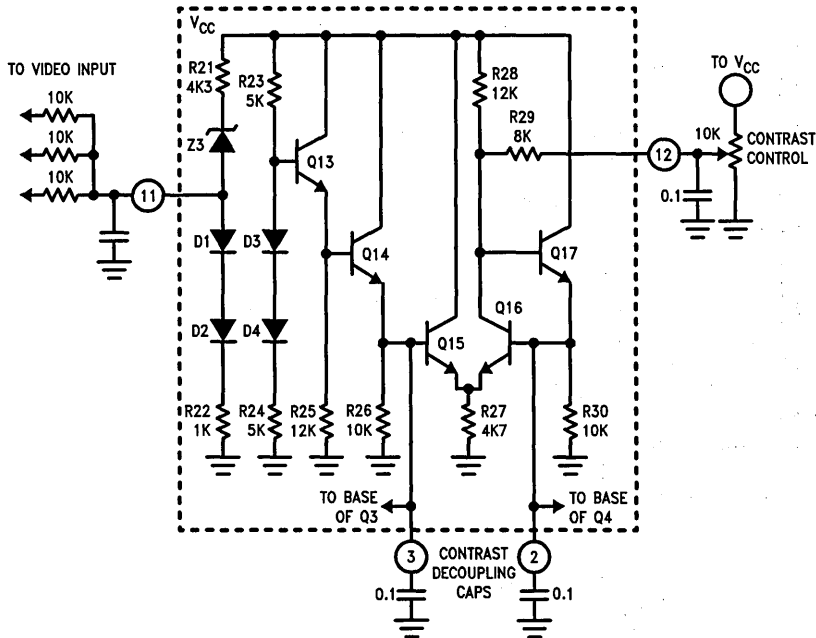 VCC
TO VIDEO INPUT
10K
10K
10K
11
R21
4K3
Z3
D1
D2
R22
1K
R23
5K
D3
D4
R24
5K
Q13
R25
12K
Q14
R26
10K
Q15
R27
4K7
R28
12K
R29
8K
Q17
Q16
R30
10K
12
TO VCC
10K
CONTRAST
CONTROL
0.1
TO BASE
OF Q3
TO BASE
OF Q4
3
CONTRAST
DECOUPLING
CAPS
2
0.1
0.1